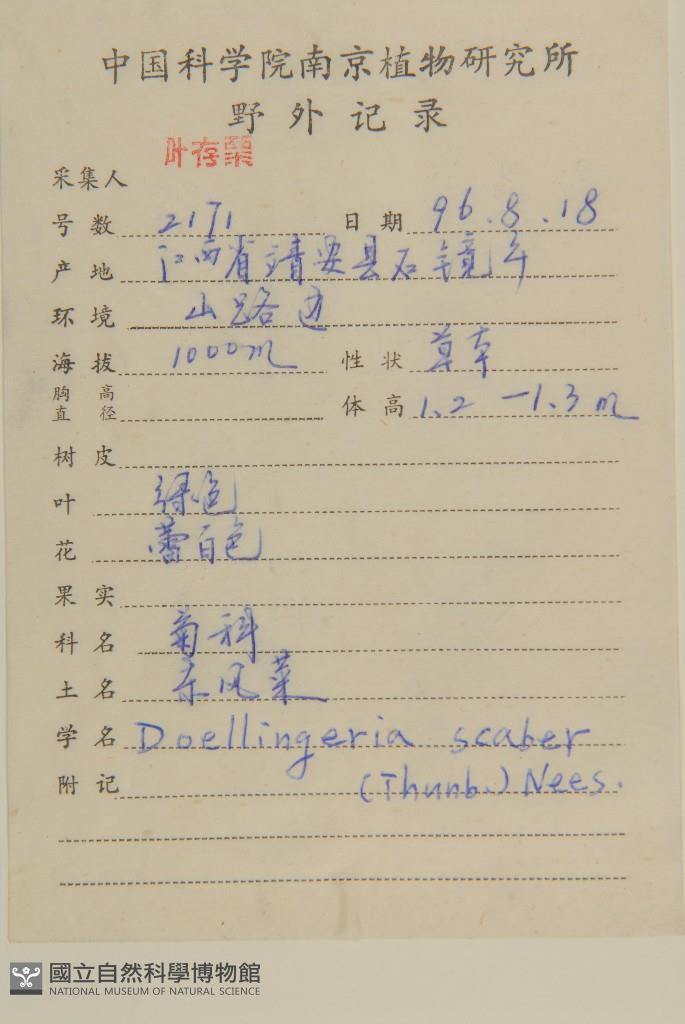 中国科学院南京植物研究所
野外记录
叶存粟
采集人
号数 2171 日期 96.8.18
产地 江西省靖安县石镜
环境 山路边
海拔 1000m 性状 草本
胸高直径 体高 1.2 — 1.3 m
树皮
叶 绿色
花 蕾白色
果实
科名 菊科
土名 东风菜
学名 Doellingeria scaber
附记 (Thunb.) Nees.
國立自然科學博物館
NATIONAL MUSEUM OF NATURAL SCIENCE